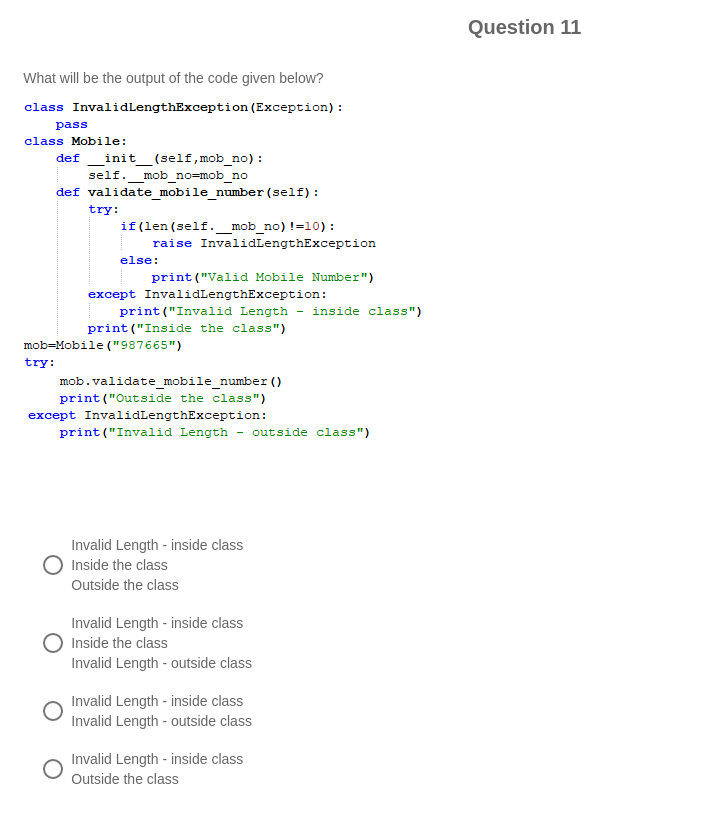 Question 11
What will be the output of the code given below?
class InvalidLengthException(Exception):
    pass
class Mobile:
    def __init__(self,mob_no):
        self.__mob_no=mob_no
    def validate_mobile_number(self):
        try:
            if(len(self.__mob_no)!=10):
                raise InvalidLengthException
            else:
                print("Valid Mobile Number")
        except InvalidLengthException:
            print("Invalid Length - inside class")
        print("Inside the class")
mob=Mobile("987665")
try:
    mob.validate_mobile_number()
    print("Outside the class")
except InvalidLengthException:
    print("Invalid Length - outside class")
Invalid Length - inside class
Inside the class
Outside the class
Invalid Length - inside class
Inside the class
Invalid Length - outside class
Invalid Length - inside class
Invalid Length - outside class
Invalid Length - inside class
Outside the class